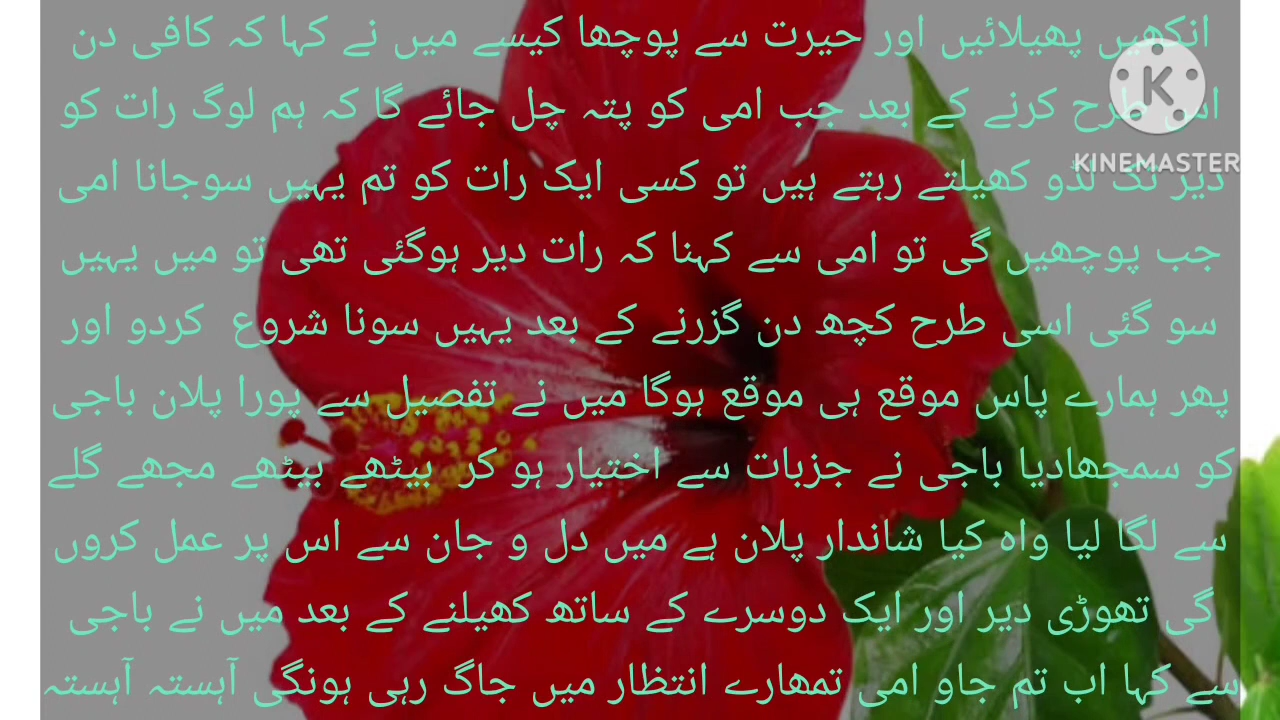 انکھیں پھیلائیں اور حیرت سے پوچھا کیسے میں نے کہا کہ کافی دن
اس طرح کرنے کے بعد جب امی کو پتہ چل جائے گا کہ ہم لوگ رات کو
دیر تک لڈو کھیلتے رہتے ہیں تو کسی ایک رات کو تم یہیں سوجانا امی
جب پوچھیں گی تو امی سے کہنا کہ رات دیر ہوگئی تھی تو میں یہیں
سو گئی اسی طرح کچھ دن گزرنے کے بعد یہیں سونا شروع کردو اور
پھر ہمارے پاس موقع ہی موقع ہوگا میں نے تفصیل سے پورا پلان باجی
کو سمجھادیا باجی نے جزبات سے اختیار ہو کر بیٹھے بیٹھے مجھے گلے
سے لگا لیا واہ کیا شاندار پلان ہے میں دل و جان سے اس پر عمل کروں
گی تھوڑی دیر اور ایک دوسرے کے ساتھ کھیلنے کے بعد میں نے باجی
سے کہا اب تم جاو امی تمھارے انتظار میں جاگ رہی ہونگی آہستہ آہستہ
K
KINEMASTER